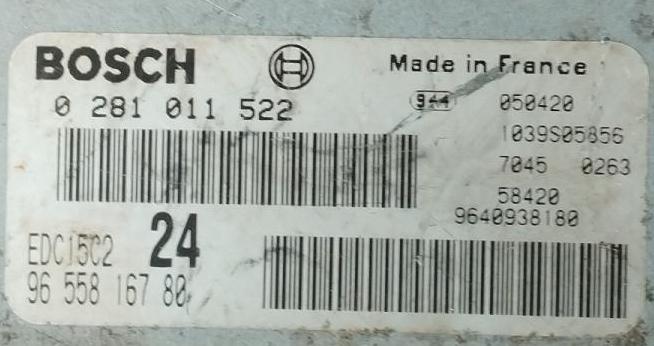 BOSCH
Made in France
0 281 011 522
944
050420
1039S05856
7045 0263
58420
9640938180
EDC15C2 24
96 558 167 80